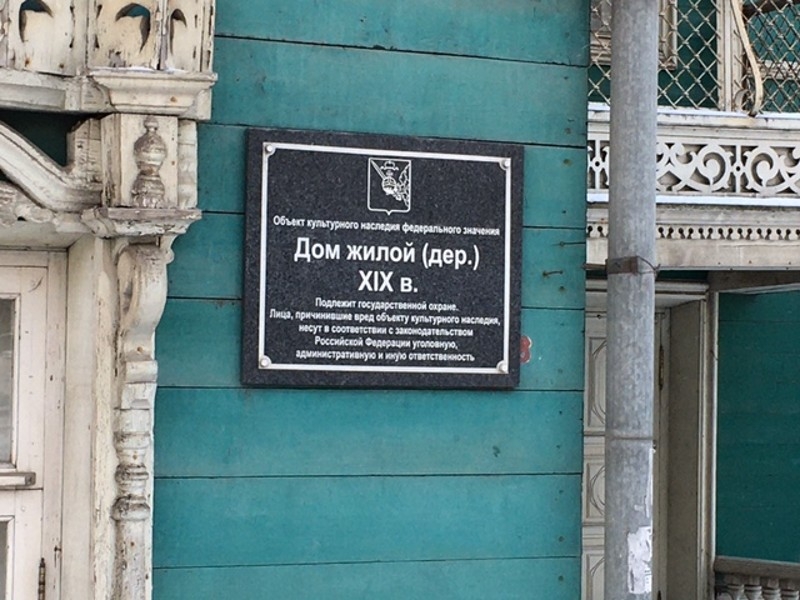 Объект культурного наследия федерального значения
Дом жилой (дер.)
XIX в.
Подлежит государственной охране.
Лица, причинившие вред объекту культурного наследия,
несут в соответствии с законодательством
Российской Федерации уголовную,
административную и иную ответственность